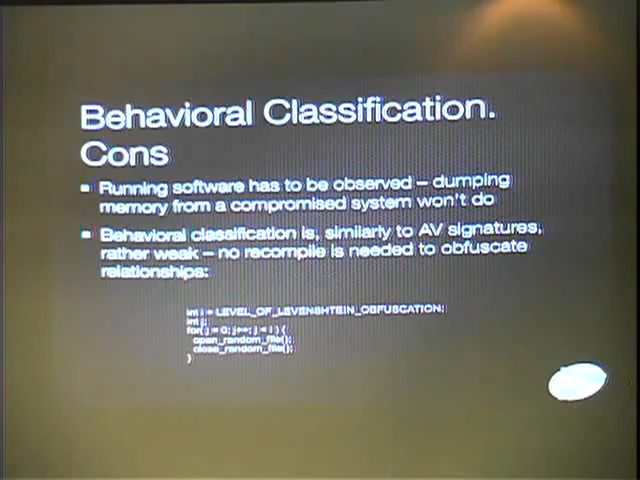 Behavioral Classification.
Cons
Running software has to be observed – dumping
memory from a compromised system won't do
Behavioral classification is, similarly to AV signatures,
rather weak – no recompile is needed to obfuscate
relationships:
int i = LEVEL_OF_LEVENSHTEIN_OBFUSCATION;
int j;
for( j = 0; j++; j < i ) {
open_random_file();
close_random_file();
}